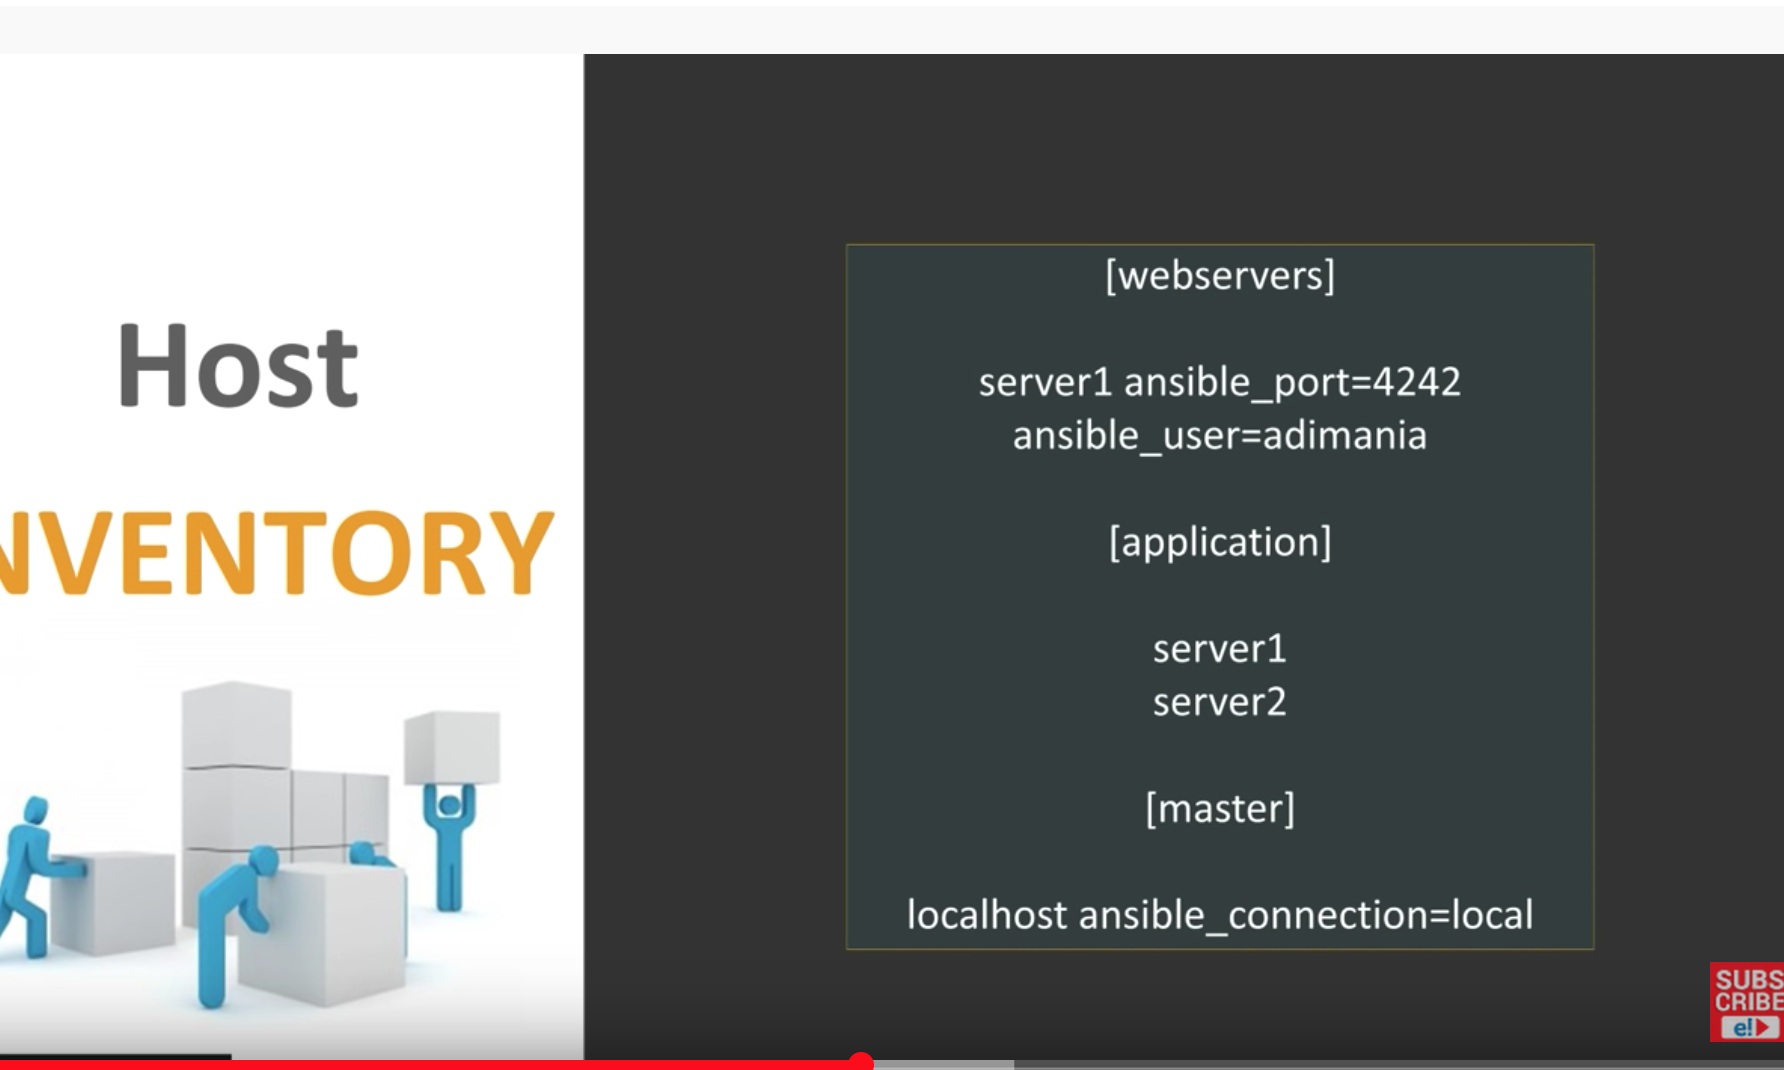 Host
NVENTORY
[webservers]
server1 ansible_port=4242
ansible_user=adimania
[application]
server1
server2
[master]
localhost ansible_connection=local
SUBS
CRIBE
e!